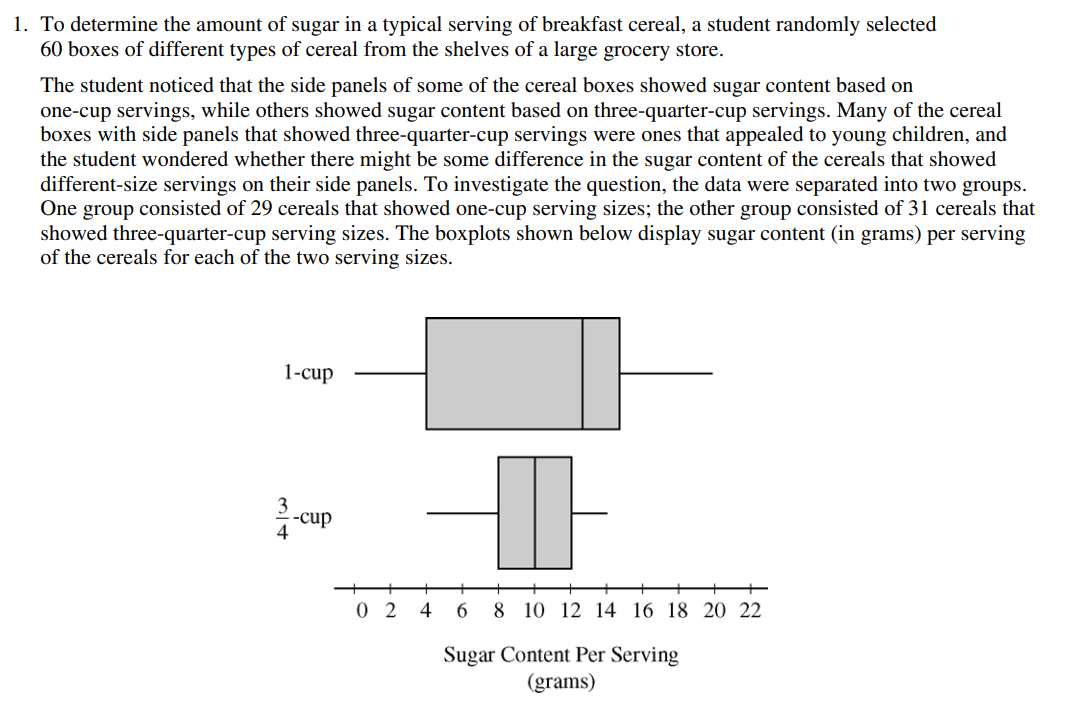 1. To determine the amount of sugar in a typical serving of breakfast cereal, a student randomly selected
60 boxes of different types of cereal from the shelves of a large grocery store.
The student noticed that the side panels of some of the cereal boxes showed sugar content based on
one-cup servings, while others showed sugar content based on three-quarter-cup servings. Many of the cereal
boxes with side panels that showed three-quarter-cup servings were ones that appealed to young children, and
the student wondered whether there might be some difference in the sugar content of the cereals that showed
different-size servings on their side panels. To investigate the question, the data were separated into two groups.
One group consisted of 29 cereals that showed one-cup serving sizes; the other group consisted of 31 cereals that
showed three-quarter-cup serving sizes. The boxplots shown below display sugar content (in grams) per serving
of the cereals for each of the two serving sizes.
1-cup
3/4-cup
0 2 4 6 8 10 12 14 16 18 20 22
Sugar Content Per Serving
(grams)